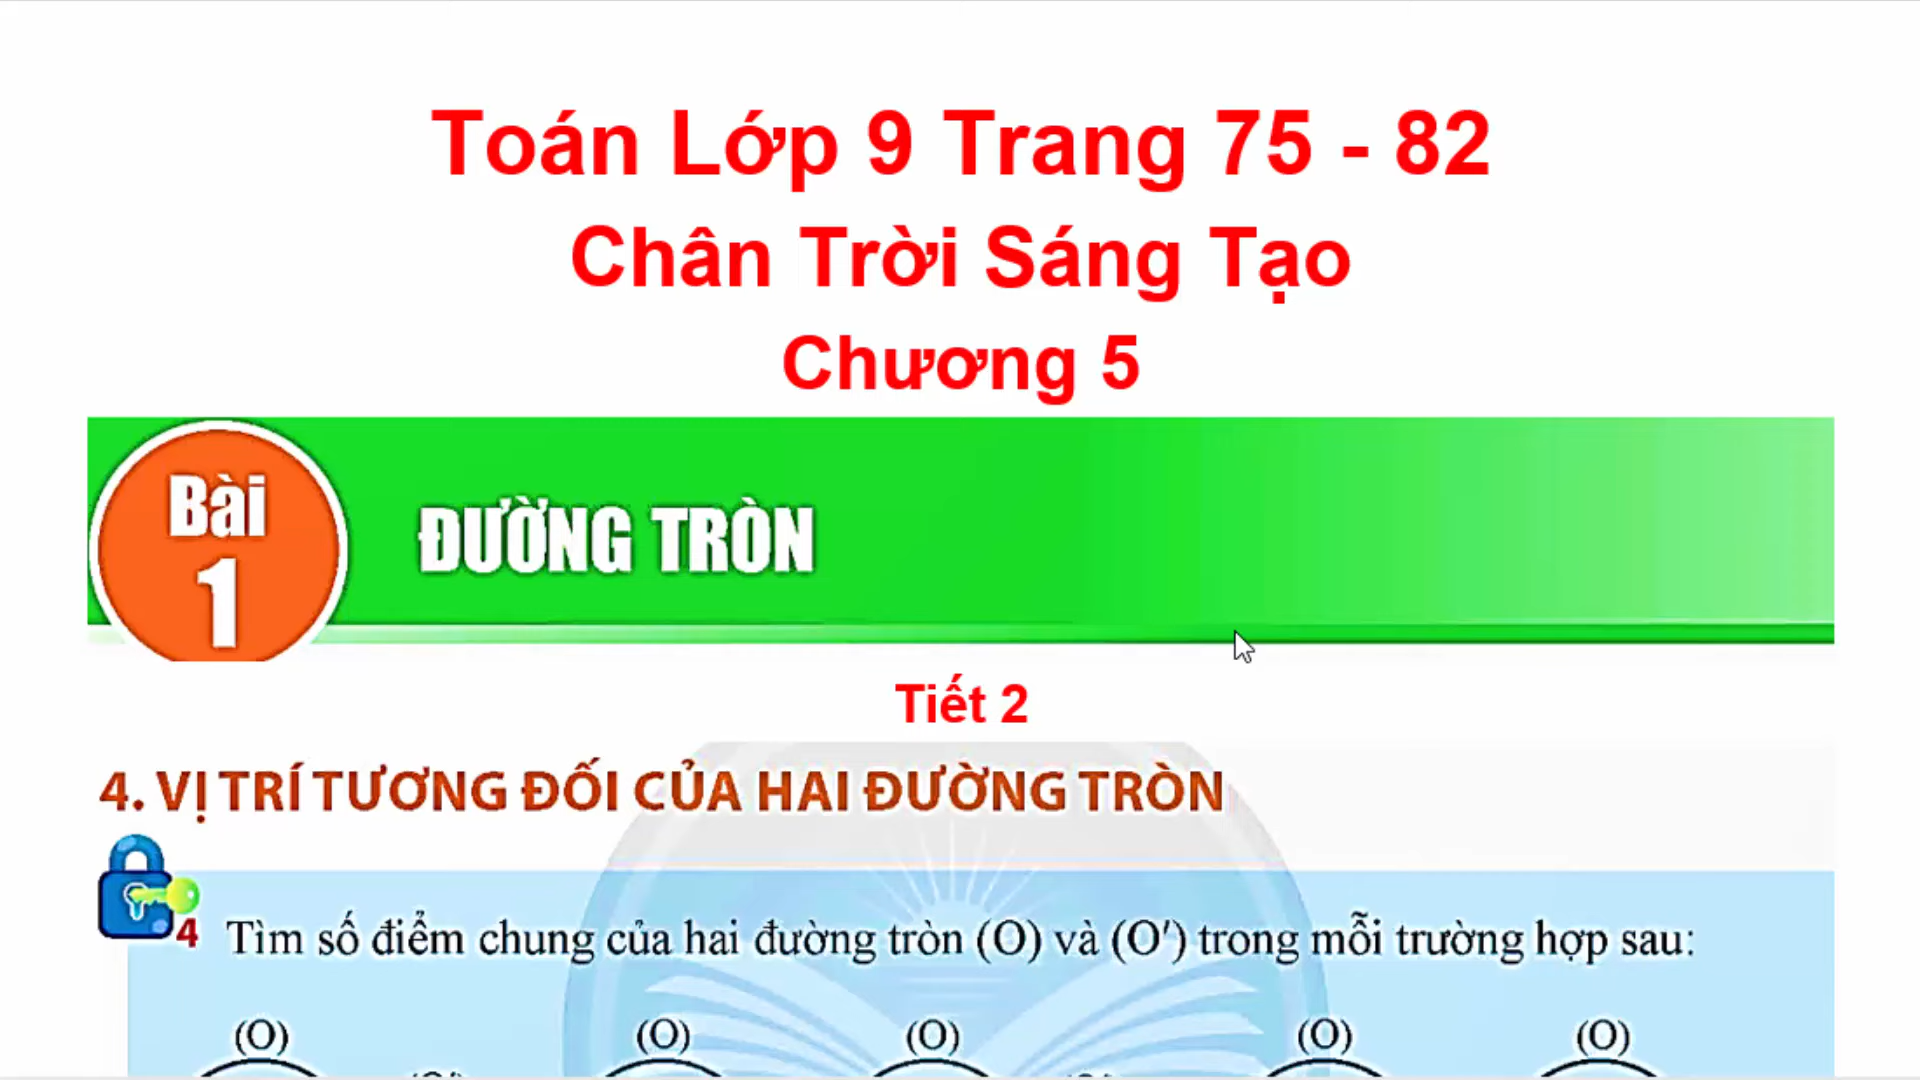 Toán Lớp 9 Trang 75 - 82
Chân Trời Sáng Tạo
Chương 5
Bài
1
ĐƯỜNG TRÒN
Tiết 2
4. VỊ TRÍ TƯƠNG ĐỐI CỦA HAI ĐƯỜNG TRÒN
4 Tìm số điểm chung của hai đường tròn (O) và (O′) trong mỗi trường hợp sau:
(O) (O) (O) (O) (O)